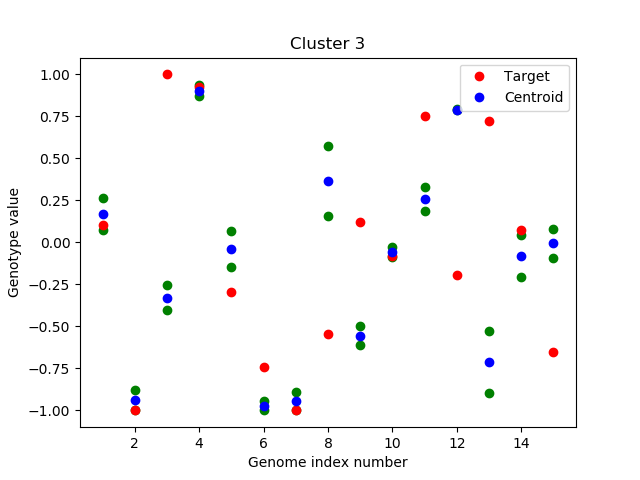 Cluster 3
Target
Centroid
1.00
0.75
0.50
0.25
0.00
−0.25
−0.50
−0.75
−1.00
Genotype value
2 4 6 8 10 12 14
Genome index number